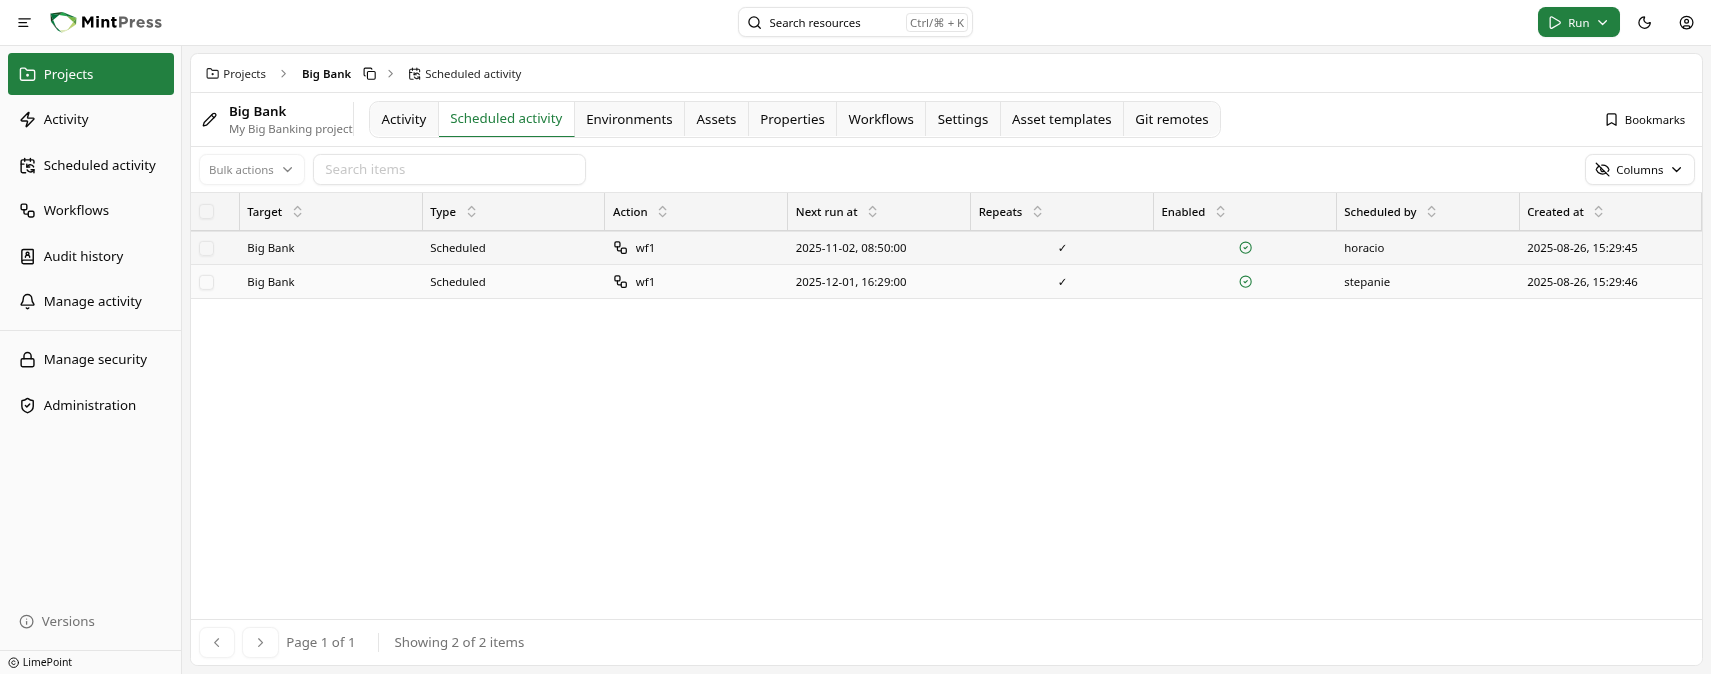 MintPress
Search resources Ctrl/⌘ + K
Run
Projects
Activity
Scheduled activity
Workflows
Audit history
Manage activity
Manage security
Administration
Versions
© LimePoint
Projects > Big Bank > Scheduled activity
Big Bank
My Big Banking project
Activity Scheduled activity Environments Assets Properties Workflows Settings Asset templates Git remotes
Bookmarks
Bulk actions Search items Columns
Target Type Action Next run at Repeats Enabled Scheduled by Created at
Big Bank Scheduled wf1 2025-11-02, 08:50:00 ✓ horacio 2025-08-26, 15:29:45
Big Bank Scheduled wf1 2025-12-01, 16:29:00 ✓ stepanie 2025-08-26, 15:29:46
Page 1 of 1 Showing 2 of 2 items